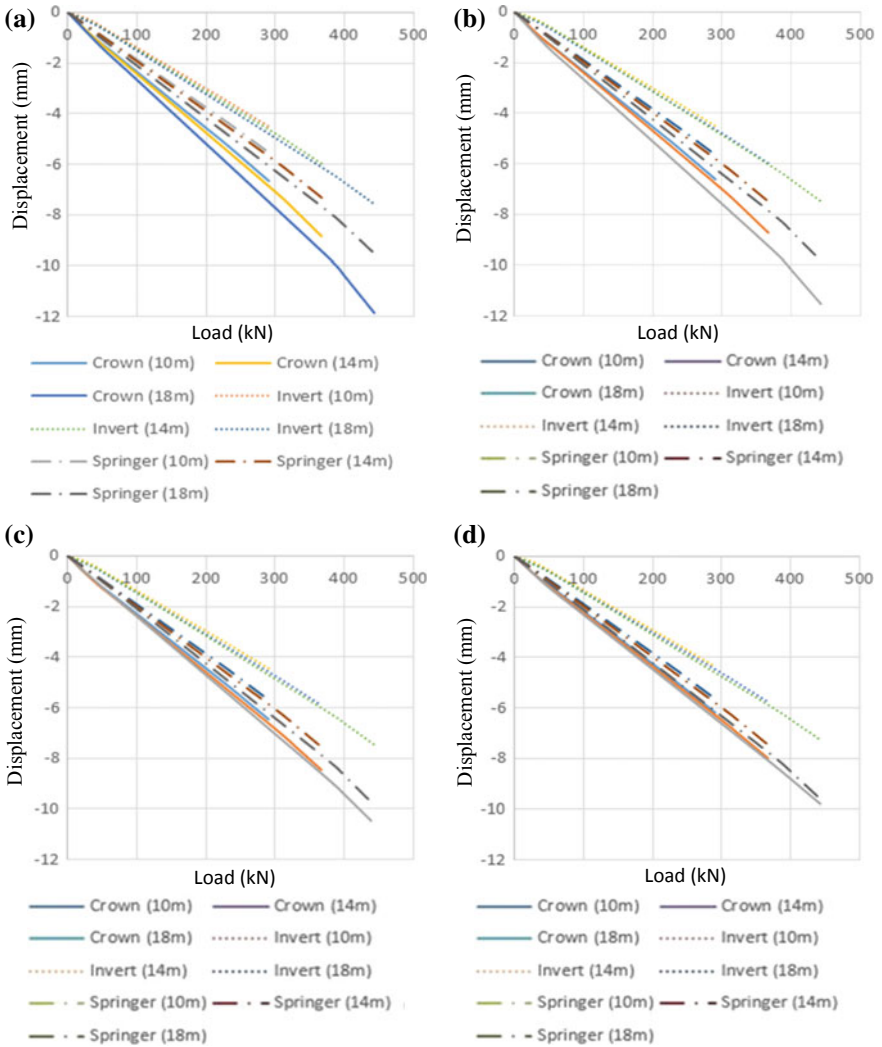 (a)
0
0 100 200 300 400 500
-2
-4
-6
-8
-10
-12
Displacement (mm)
Load (kN)
Crown (10m) Crown (14m)
Crown (18m) Invert (10m)
Invert (14m) Invert (18m)
Springer (10m) Springer (14m)
Springer (18m)
(b)
0
0 100 200 300 400 500
-2
-4
-6
-8
-10
-12
Displacement (mm)
Load (kN)
Crown (10m) Crown (14m)
Crown (18m) Invert (10m)
Invert (14m) Invert (18m)
Springer (10m) Springer (14m)
Springer (18m)
(c)
0
0 100 200 300 400 500
-2
-4
-6
-8
-10
-12
Displacement (mm)
Load (kN)
Crown (10m) Crown (14m)
Crown (18m) Invert (10m)
Invert (14m) Invert (18m)
Springer (10m) Springer (14m)
Springer (18m)
(d)
0
0 100 200 300 400 500
-2
-4
-6
-8
-10
-12
Displacement (mm)
Load (kN)
Crown (10m) Crown (14m)
Crown (18m) Invert (10m)
Invert (14m) Invert (18m)
Springer (10m) Springer (14m)
Springer (18m)